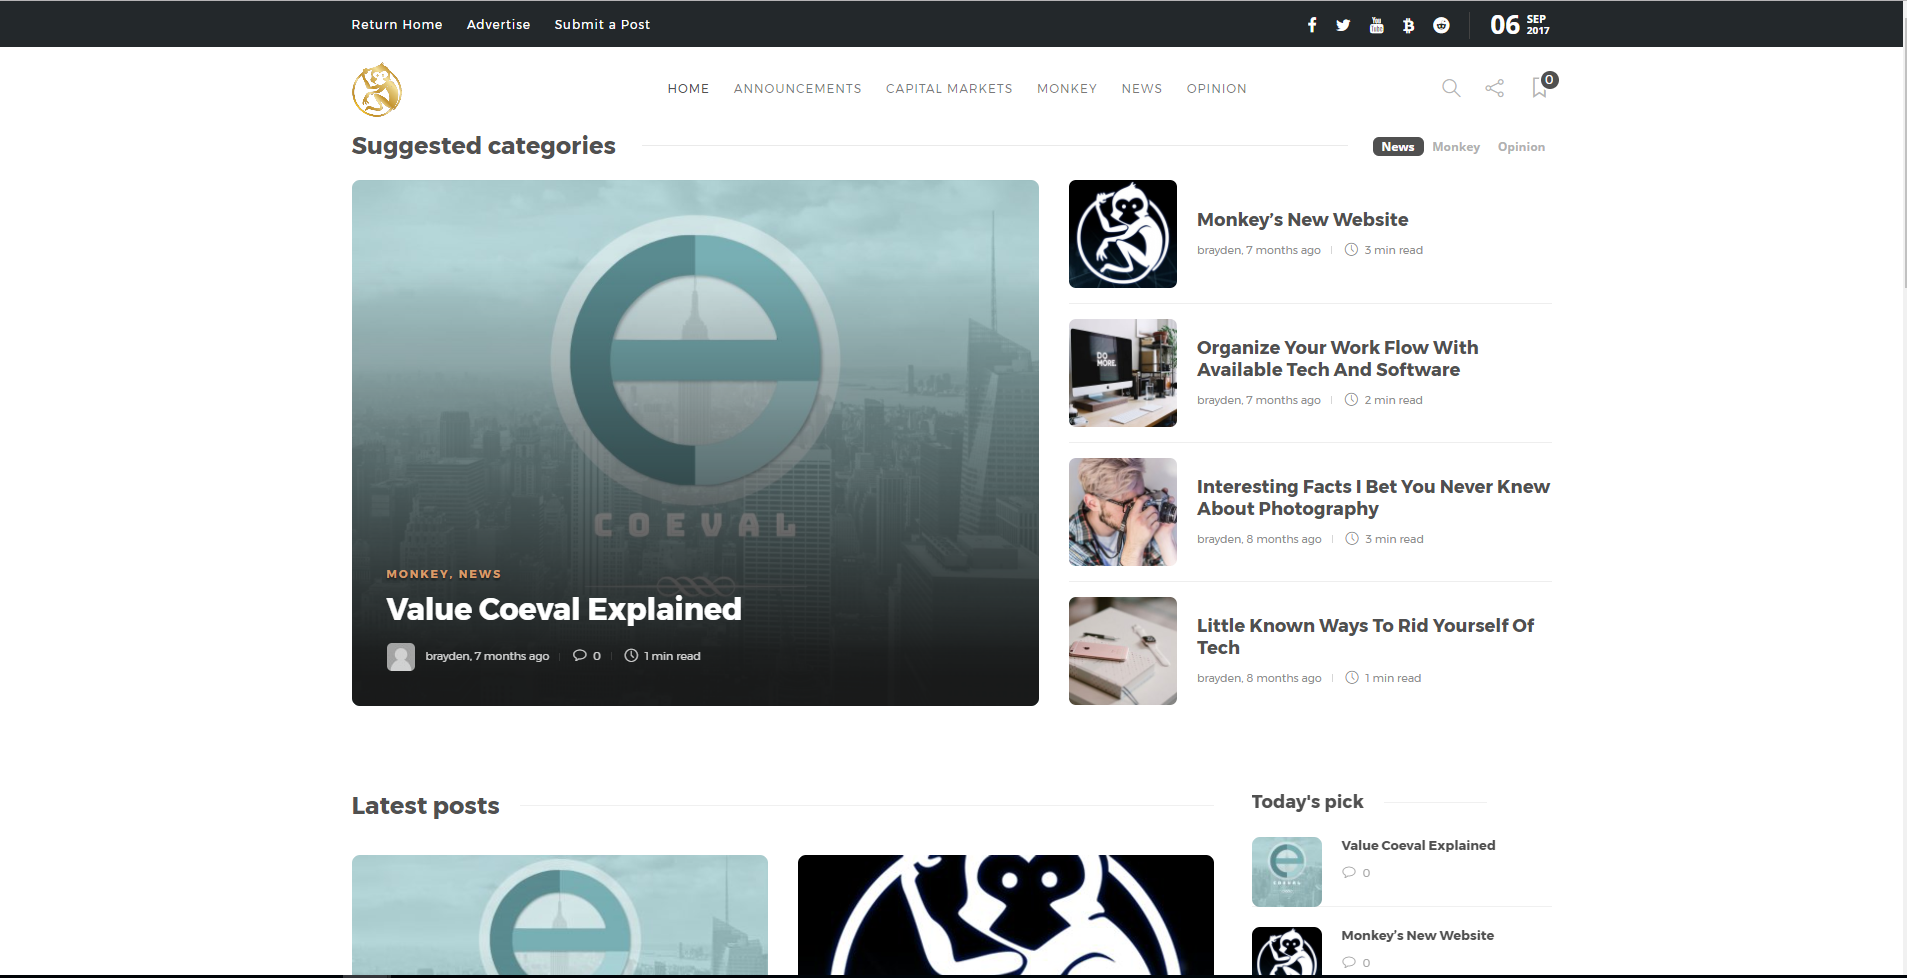 Return Home Advertise Submit a Post
06 SEP 2017
HOME ANNOUNCEMENTS CAPITAL MARKETS MONKEY NEWS OPINION
0
Suggested categories
News Monkey Opinion
COEVAL
MONKEY, NEWS
Value Coeval Explained
brayden, 7 months ago 0 1 min read
Monkey’s New Website
brayden, 7 months ago 3 min read
DO
MORE.
Organize Your Work Flow With
Available Tech And Software
brayden, 7 months ago 2 min read
Interesting Facts I Bet You Never Knew
About Photography
brayden, 8 months ago 3 min read
Little Known Ways To Rid Yourself Of
Tech
brayden, 8 months ago 1 min read
Latest posts
Today's pick
COEVAL
Value Coeval Explained
0
Monkey’s New Website
0